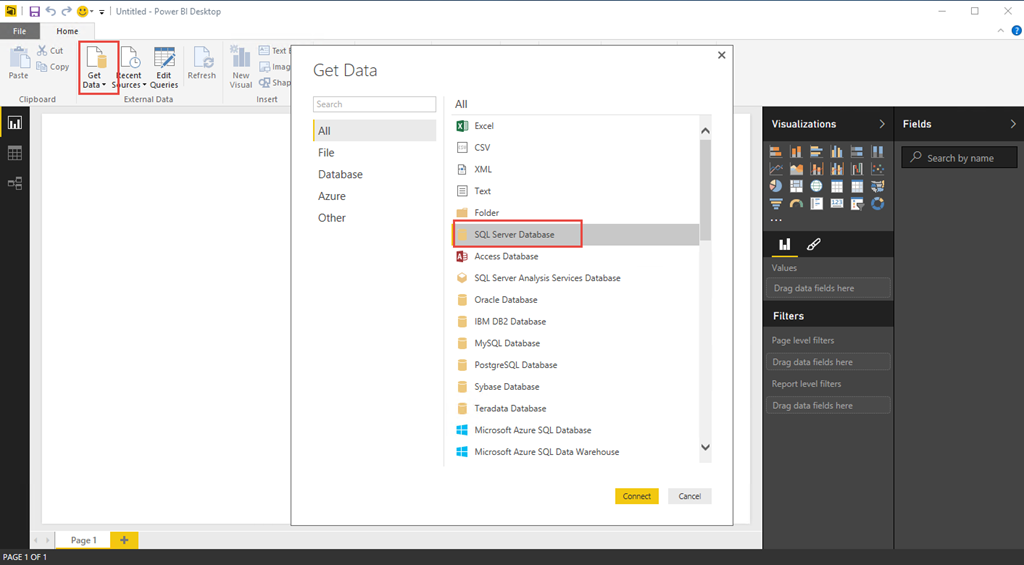 Untitled - Power BI Desktop
File
Home
Cut
Copy
Paste
Clipboard
Get Data
Recent Sources
Edit Queries
External Data
Refresh
New Visual
Text
Insert
Get Data
Search
All
File
Database
Azure
Other
All
Excel
CSV
XML
Text
Folder
SQL Server Database
Access Database
SQL Server Analysis Services Database
Oracle Database
IBM DB2 Database
MySQL Database
PostgreSQL Database
Sybase Database
Teradata Database
Microsoft Azure SQL Database
Microsoft Azure SQL Data Warehouse
Connect
Cancel
Visualizations
Values
Drag data fields here
Filters
Page level filters
Drag data fields here
Report level filters
Drag data fields here
Fields
Search by name
Page 1
PAGE 1 OF 1